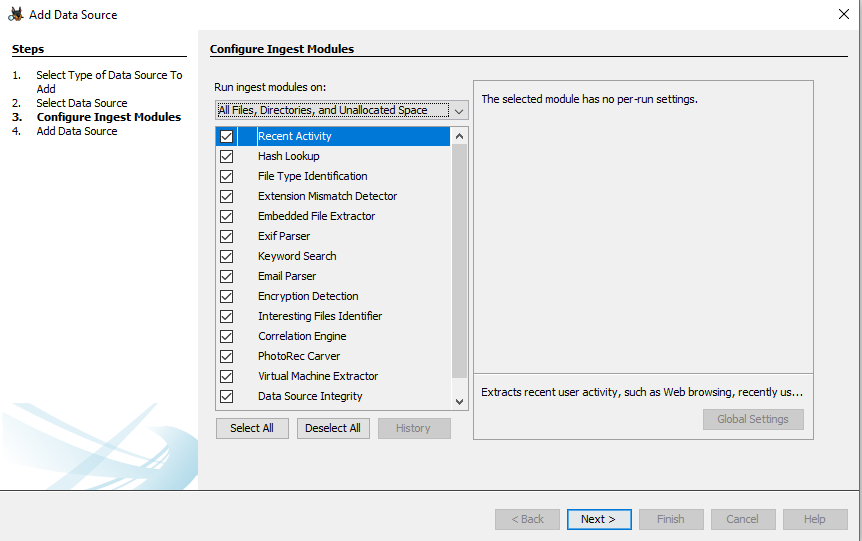 Add Data Source
Steps
1. Select Type of Data Source To
Add
2. Select Data Source
3. Configure Ingest Modules
4. Add Data Source
Configure Ingest Modules
Run ingest modules on:
All Files, Directories, and Unallocated Space
Recent Activity
Hash Lookup
File Type Identification
Extension Mismatch Detector
Embedded File Extractor
Exif Parser
Keyword Search
Email Parser
Encryption Detection
Interesting Files Identifier
Correlation Engine
PhotoRec Carver
Virtual Machine Extractor
Data Source Integrity
Select All
Deselect All
History
The selected module has no per-run settings.
Extracts recent user activity, such as Web browsing, recently us...
Global Settings
< Back
Next >
Finish
Cancel
Help